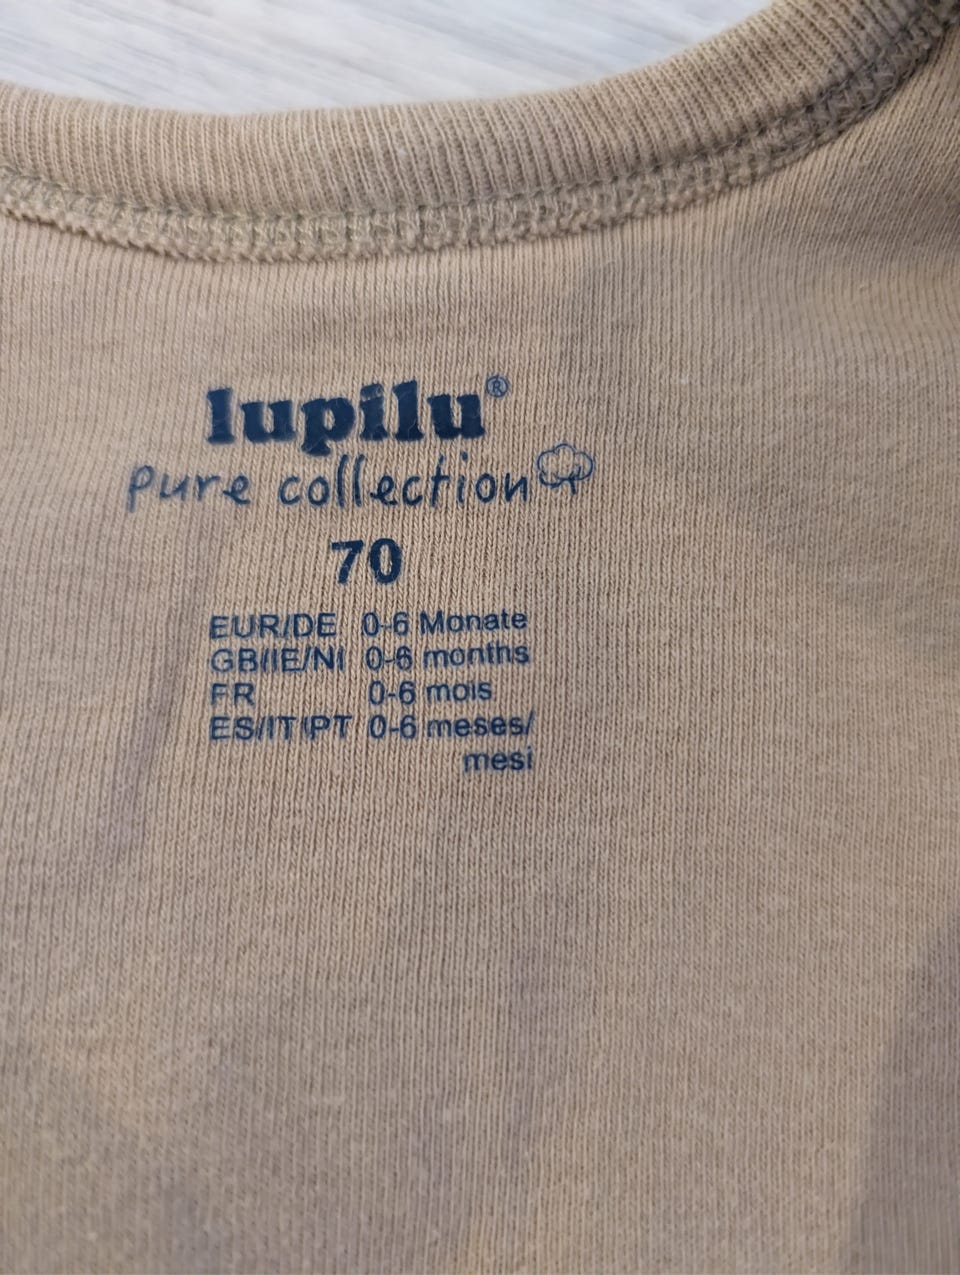 lupilu®
pure collection
70
EUR/DE 0-6 Monate
GB/IE/NI 0-6 months
FR 0-6 mois
ES/IT/PT 0-6 meses/
mesi